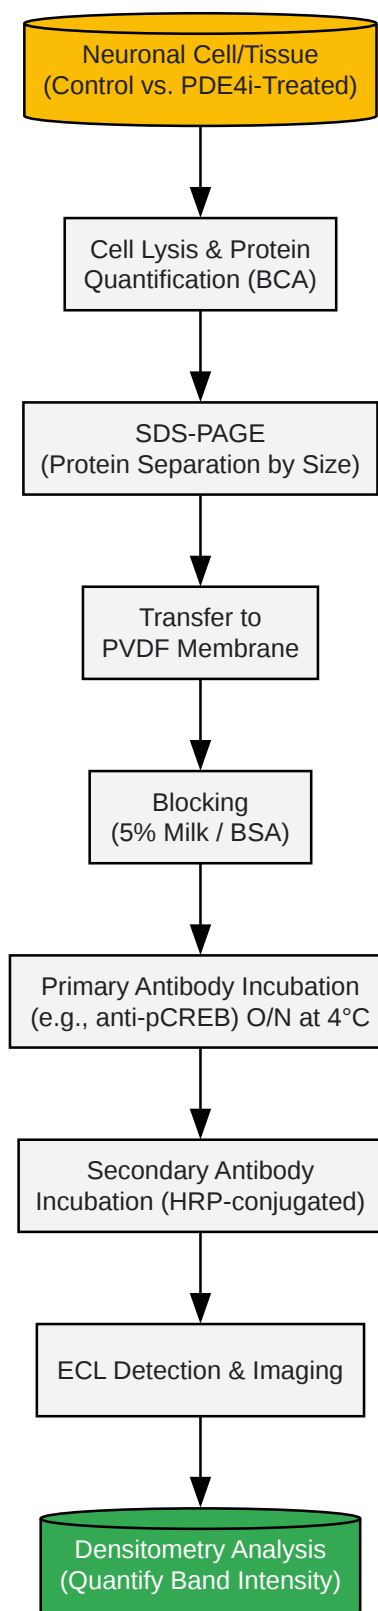 Neuronal Cell/Tissue
(Control vs. PDE4i-Treated)
Cell Lysis & Protein
Quantification (BCA)
SDS-PAGE
(Protein Separation by Size)
Transfer to
PVDF Membrane
Blocking
(5% Milk / BSA)
Primary Antibody Incubation
(e.g., anti-pCREB) O/N at 4°C
Secondary Antibody
Incubation (HRP-conjugated)
ECL Detection & Imaging
Densitometry Analysis
(Quantify Band Intensity)